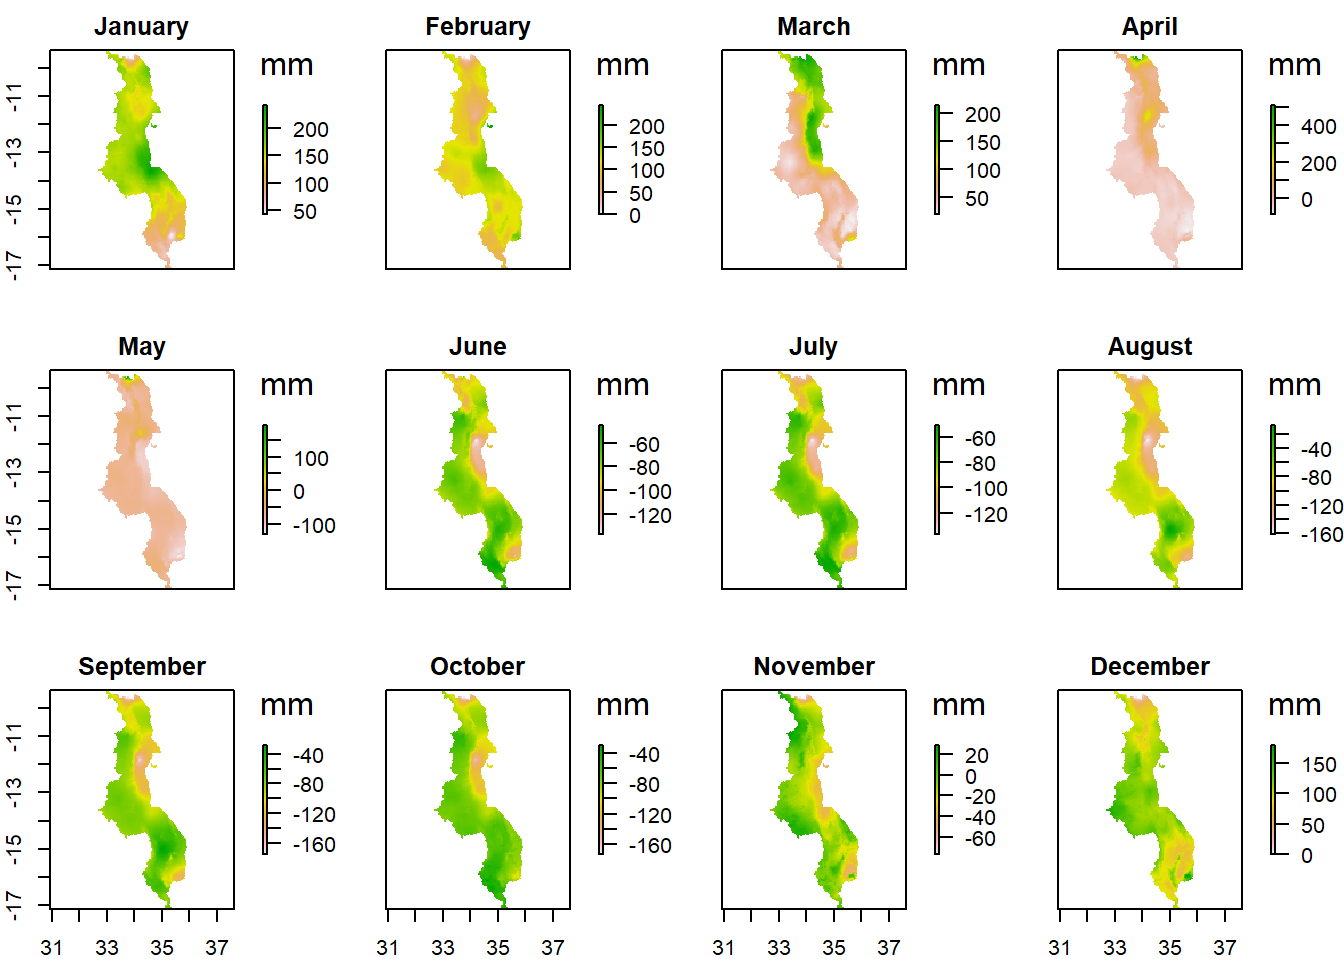 January February March April
mm mm mm mm
-11 -13 -15 -17
200 150 100 50
200 150 100 50 0
200 150 100 50
400 200 0
May June July August
mm mm mm mm
-11 -13 -15 -17
100 0 -100
-60 -80 -100 -120
-60 -80 -100 -120
-40 -80 -120 -160
September October November December
mm mm mm mm
-11 -13 -15 -17
-40 -80 -120 -160
-40 -80 -120 -160
20 0 -20 -40 -60
150 100 50 0
31 33 35 37 31 33 35 37 31 33 35 37 31 33 35 37